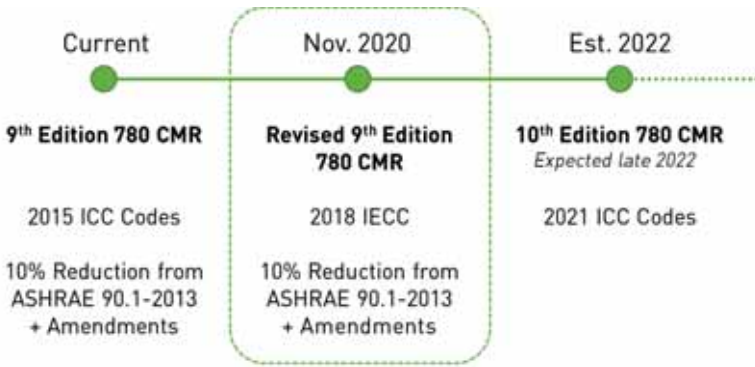 Current
9th Edition 780 CMR
2015 ICC Codes
10% Reduction from
ASHRAE 90.1-2013
+ Amendments
Nov. 2020
Revised 9th Edition
780 CMR
2018 IECC
10% Reduction from
ASHRAE 90.1-2013
+ Amendments
Est. 2022
10th Edition 780 CMR
Expected late 2022
2021 ICC Codes